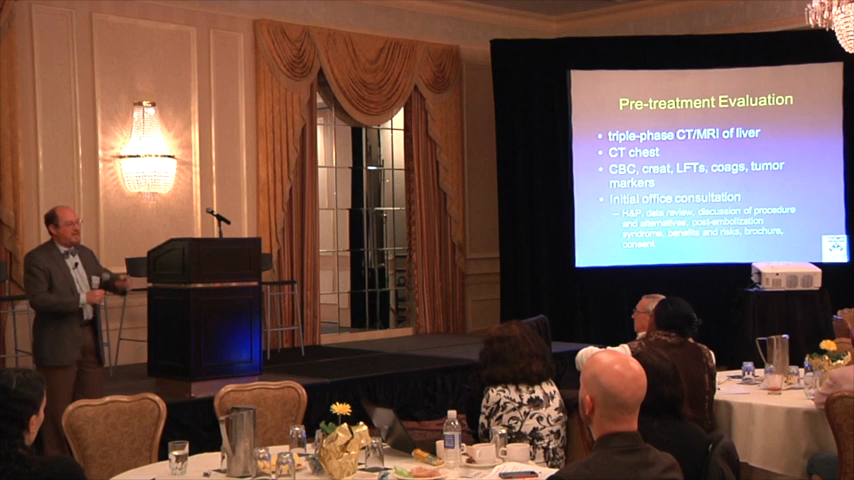 Pre-treatment Evaluation
• triple-phase CT/MRI of liver
• CT chest
• CBC, creat, LFTs, coags, tumor
markers
• Initial office consultation
– H&P, data review, discussion of procedure
and alternatives, post-embolization
syndrome, benefits and risks, brochure,
consent